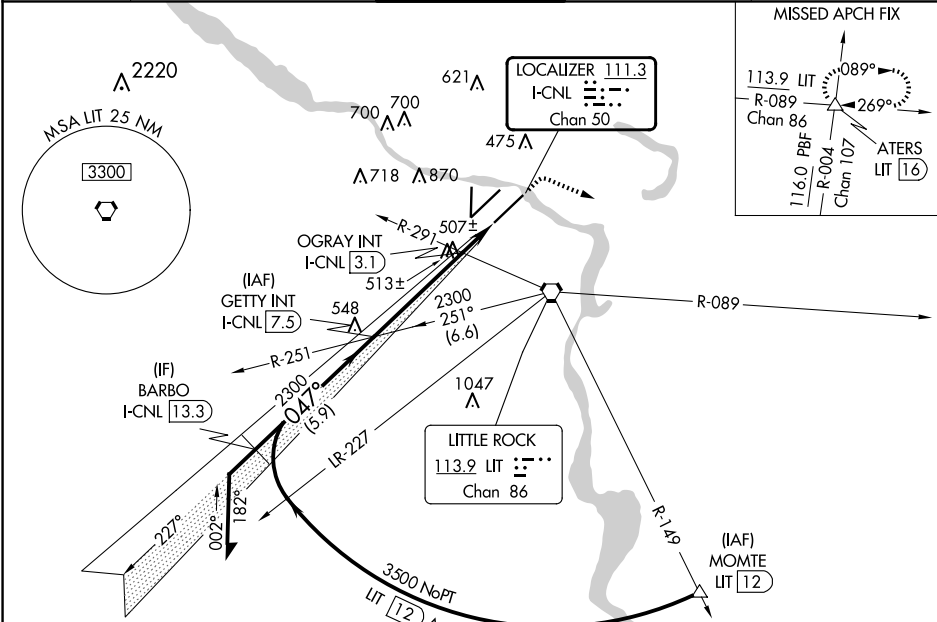 MISSED APCH FIX
089°
113.9 LIT
R-089
Chan 86
269°
116.0 PBF
R-004
Chan 107
ATERS
LIT 16
2220
MSA LIT 25 NM
3300
621
LOCALIZER 111.3
I-CNL
Chan 50
700
700
475
718
870
R-291
507±
OGRAY INT
I-CNL 3.1
513±
(IAF)
GETTY INT
I-CNL 7.5
548
2300
251°
(6.6)
R-089
R-251
(IF)
BARBO
I-CNL 13.3
2300
047°
(5.9)
1047
LR-227
LITTLE ROCK
113.9 LIT
Chan 86
R-149
227°
002°
182°
(IAF)
MOMTE
LIT 12
3500 NoPT
LIT 12